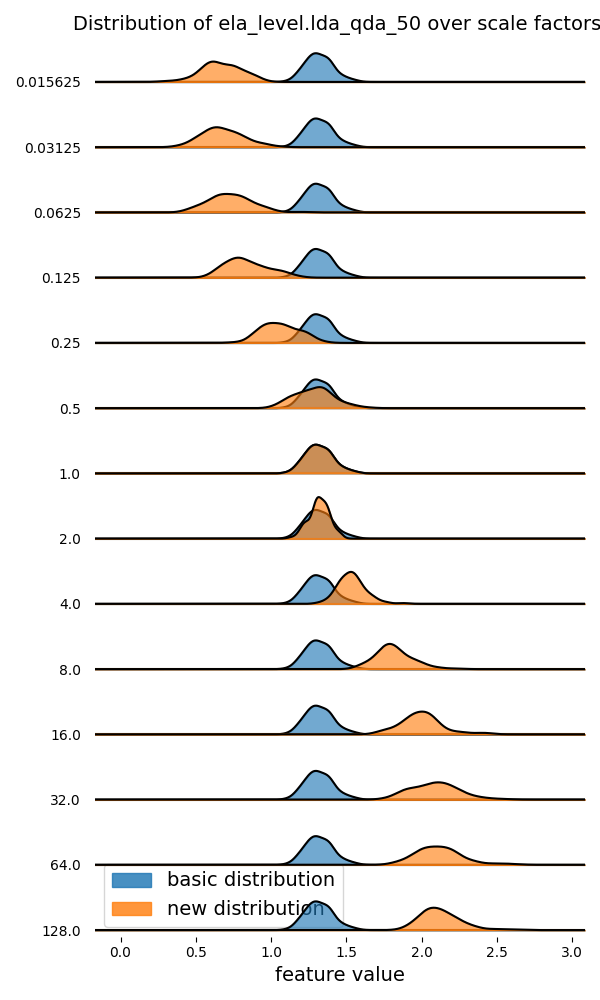 Distribution of ela_level.lda_qda_50 over scale factors
0.015625
0.03125
0.0625
0.125
0.25
0.5
1.0
2.0
4.0
8.0
16.0
32.0
64.0
basic distribution
new distribution
128.0
0.0 0.5 1.0 1.5 2.0 2.5 3.0
feature value